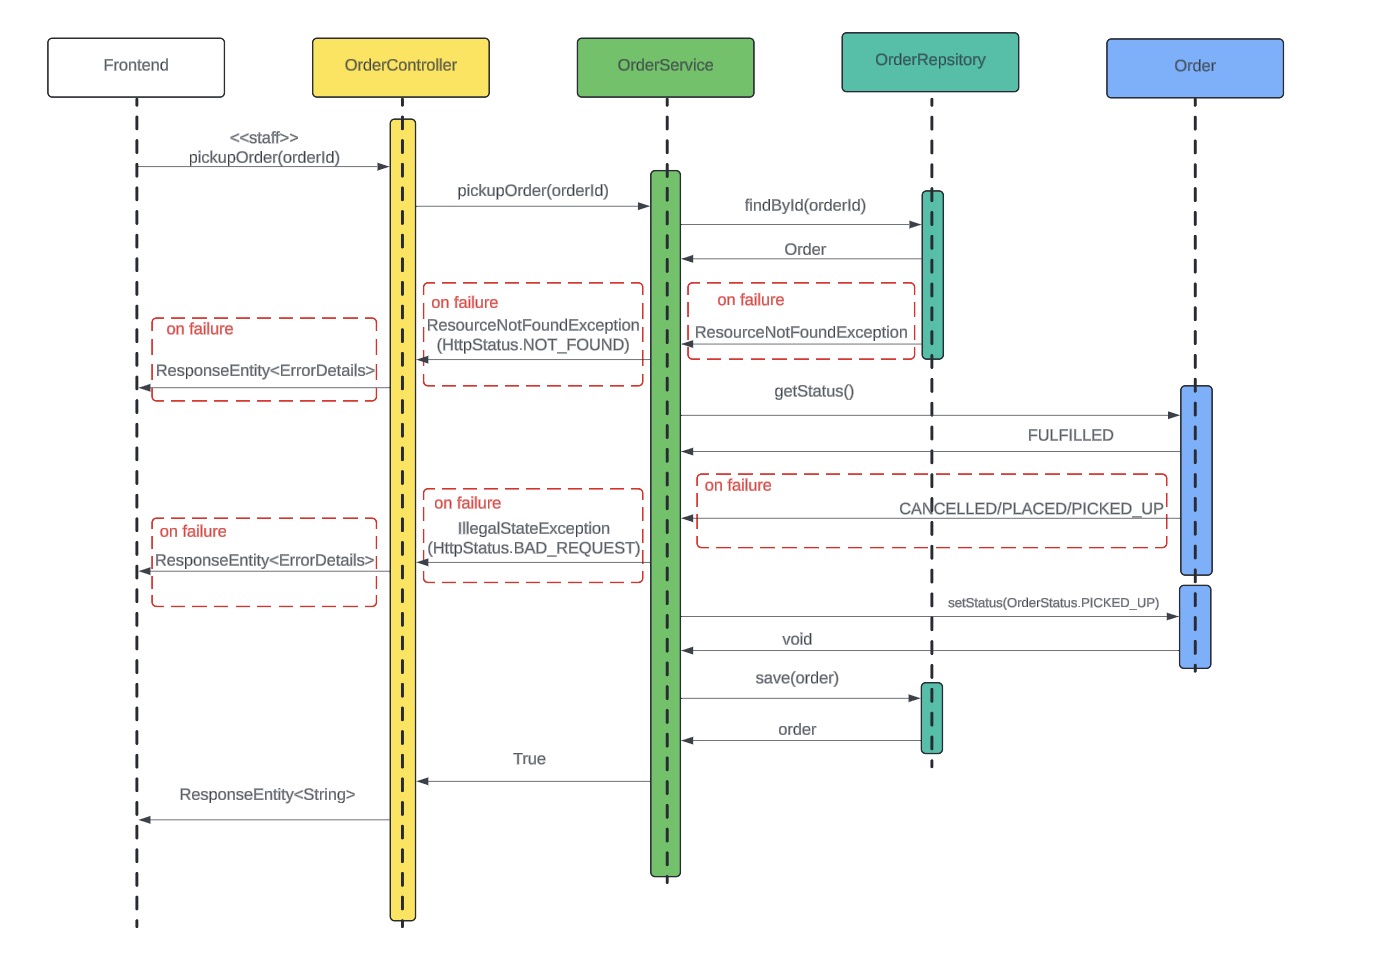 Frontend
OrderController
OrderService
OrderRepsitory
Order
<<staff>>
pickupOrder(orderId)
pickupOrder(orderId)
findById(orderId)
Order
on failure
ResourceNotFoundException
on failure
ResourceNotFoundException
(HttpStatus.NOT_FOUND)
on failure
ResponseEntity<ErrorDetails>
getStatus()
FULFILLED
on failure
CANCELLED/PLACED/PICKED_UP
on failure
IllegalStateException
(HttpStatus.BAD_REQUEST)
on failure
ResponseEntity<ErrorDetails>
setStatus(OrderStatus.PICKED_UP)
void
save(order)
order
True
ResponseEntity<String>